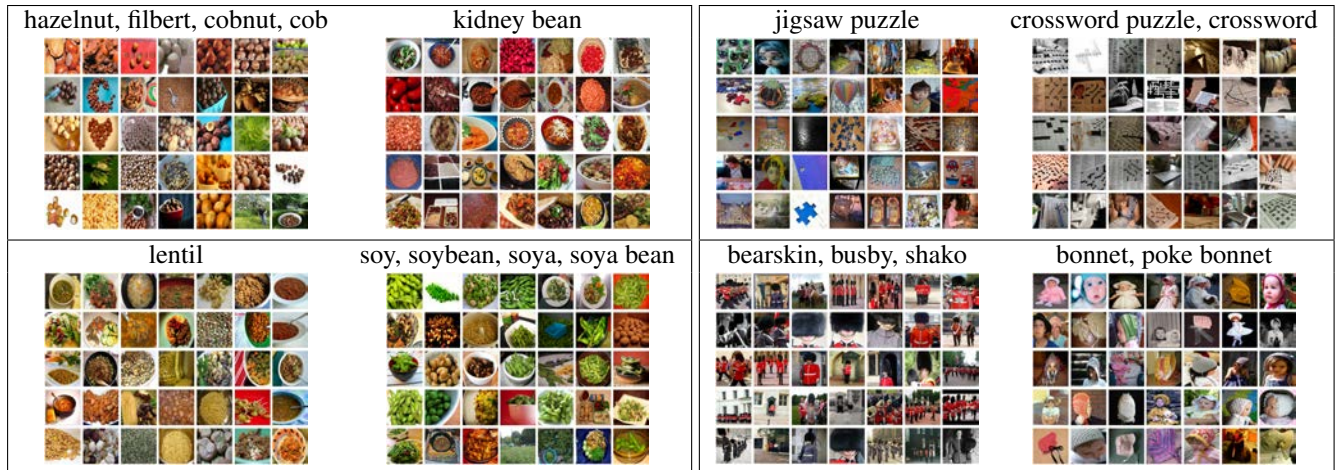 hazelnut, filbert, cobnut, cob
kidney bean
jigsaw puzzle
crossword puzzle, crossword
lentil
soy, soybean, soya, soya bean
bearskin, busby, shako
bonnet, poke bonnet